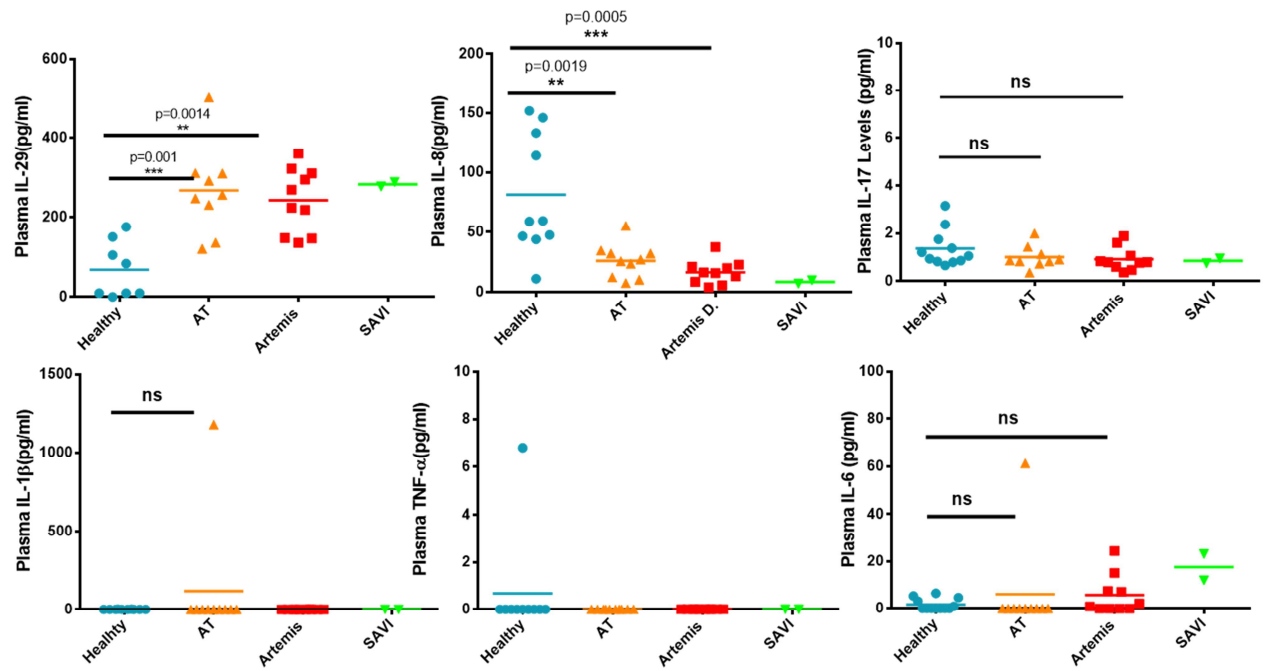 p=0.0005
***
p=0.0019
**
p=0.0014
**
p=0.001
***
Plasma IL-29(pg/ml)
600
400
200
0
Healthy
AT
Artemis
SAVI
Plasma IL-8(pg/ml)
200
150
100
50
0
Healthy
AT
Artemis D.
SAVI
Plasma IL-17 Levels (pg/ml)
10
8
6
4
2
0
ns
ns
Healthy
AT
Artemis
SAVI
Plasma IL-1β(pg/ml)
1500
1000
500
0
ns
Healthty
AT
Artemis
SAVI
Plasma TNF-α(pg/ml)
10
8
6
4
2
0
Healthy
AT
Artemis
SAVI
Plasma IL-6 (pg/ml)
100
80
60
40
20
0
ns
ns
Healthy
AT
Artemis
SAVI